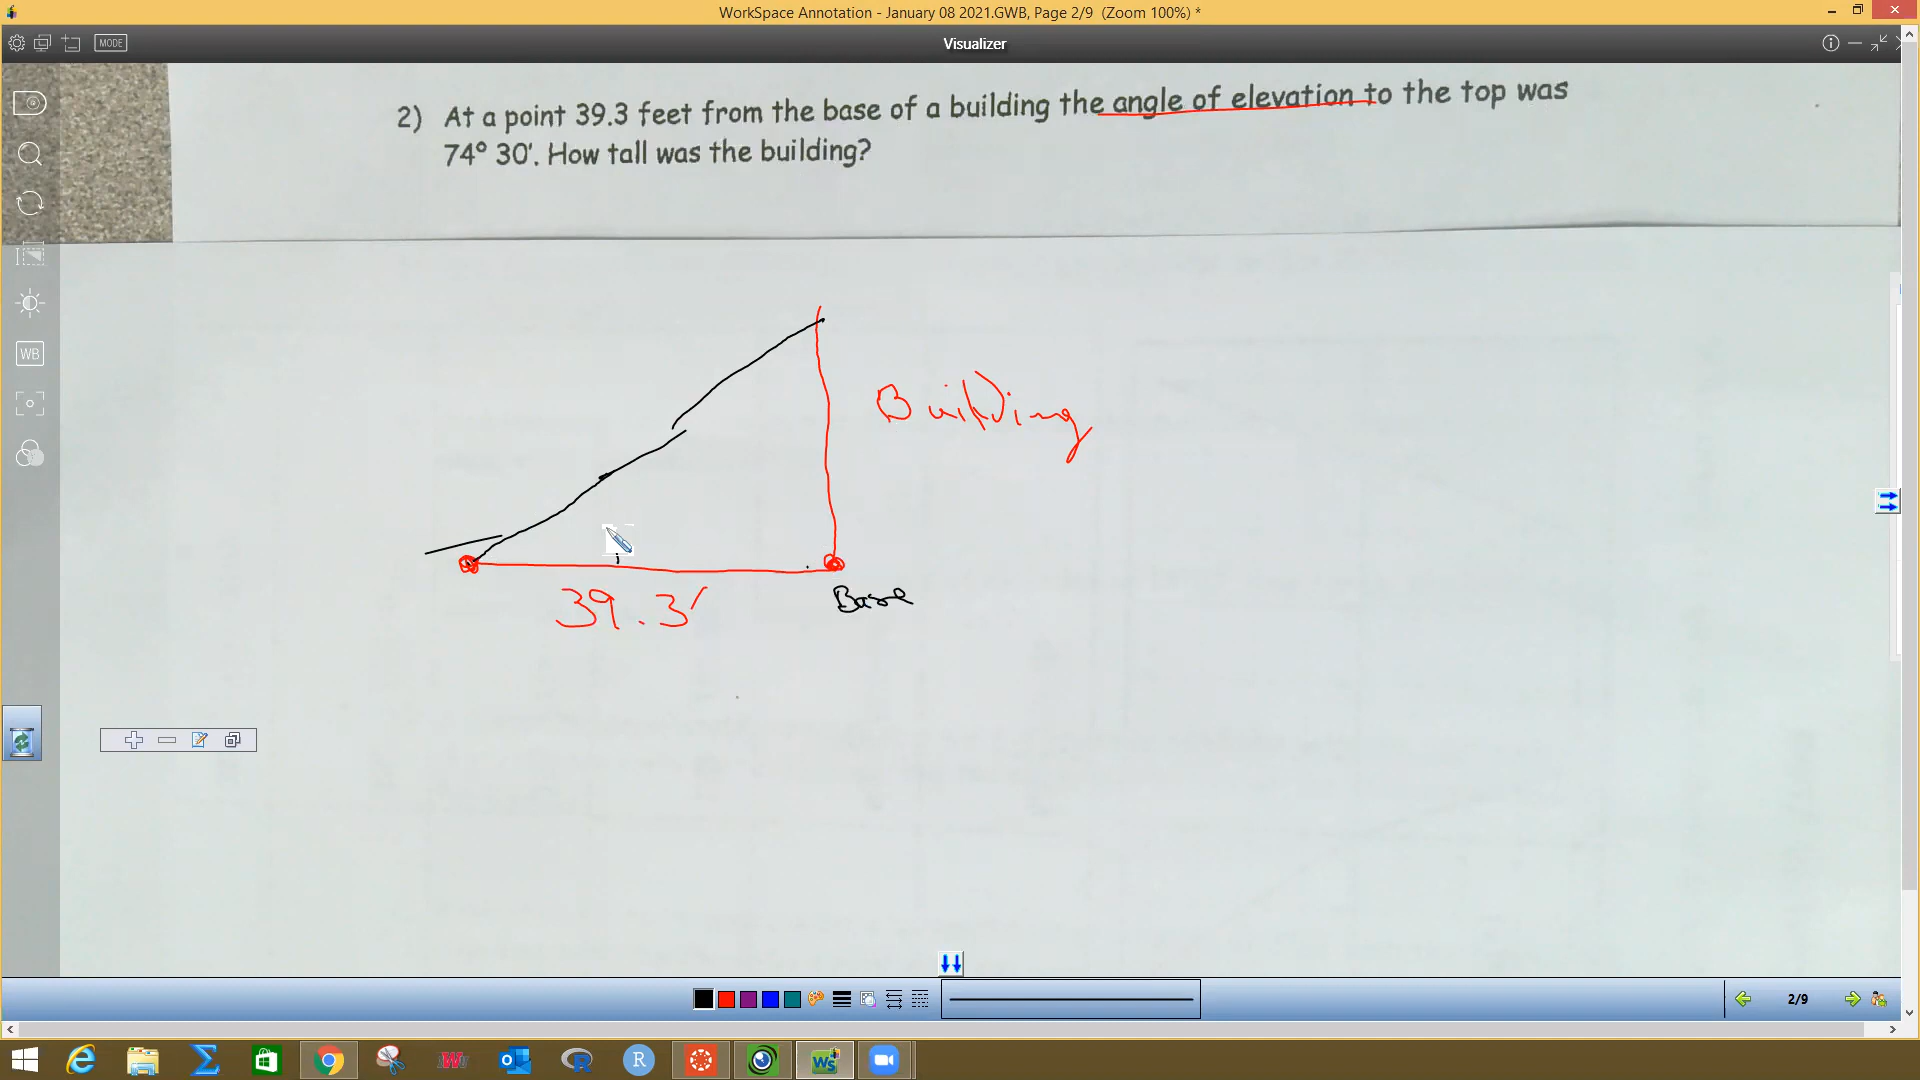 WorkSpace Annotation - January 08 2021.GWB, Page 2/9 (Zoom 100%) *
MODE
Visualizer
2) At a point 39.3 feet from the base of a building the angle of elevation to the top was
74° 30'. How tall was the building?
WB
Building
39.3'
Base
2/9
W
R
R
WS